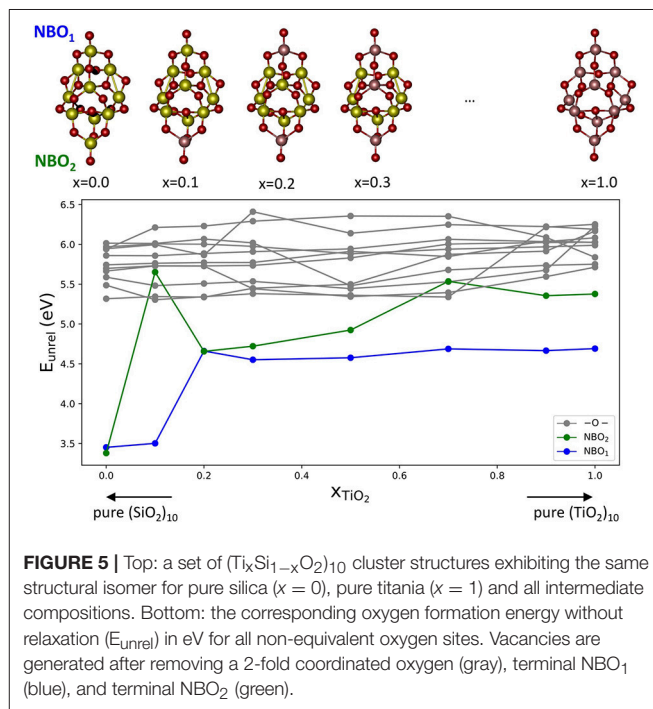 NBO₁
NBO₂
x=0.0 x=0.1 x=0.2 x=0.3 ... x=1.0
6.5
6.0
5.5
5.0
4.5
4.0
3.5
E_unrel (eV)
−O−
NBO₂
NBO₁
0.0 0.2 0.4 0.6 0.8 1.0
x_TiO₂
pure (SiO₂)₁₀ pure (TiO₂)₁₀
FIGURE 5 | Top: a set of (TiₓSi₁₋ₓO₂)₁₀ cluster structures exhibiting the same
structural isomer for pure silica (x = 0), pure titania (x = 1) and all intermediate
compositions. Bottom: the corresponding oxygen formation energy without
relaxation (E_unrel) in eV for all non-equivalent oxygen sites. Vacancies are
generated after removing a 2-fold coordinated oxygen (gray), terminal NBO₁
(blue), and terminal NBO₂ (green).